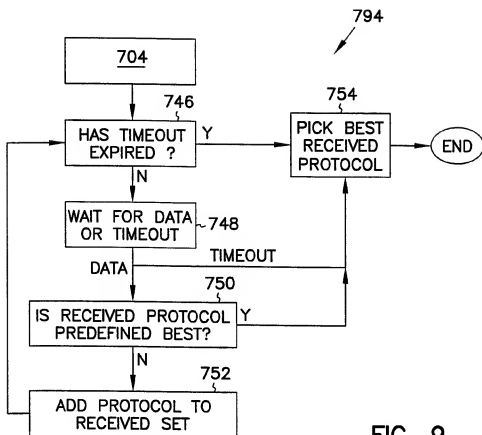 794
704
746
HAS TIMEOUT
EXPIRED ?
Y
N
754
PICK BEST
RECEIVED
PROTOCOL
END
WAIT FOR DATA
OR TIMEOUT
748
DATA
TIMEOUT
750
IS RECEIVED PROTOCOL
PREDEFINED BEST?
Y
N
752
ADD PROTOCOL TO
RECEIVED SET